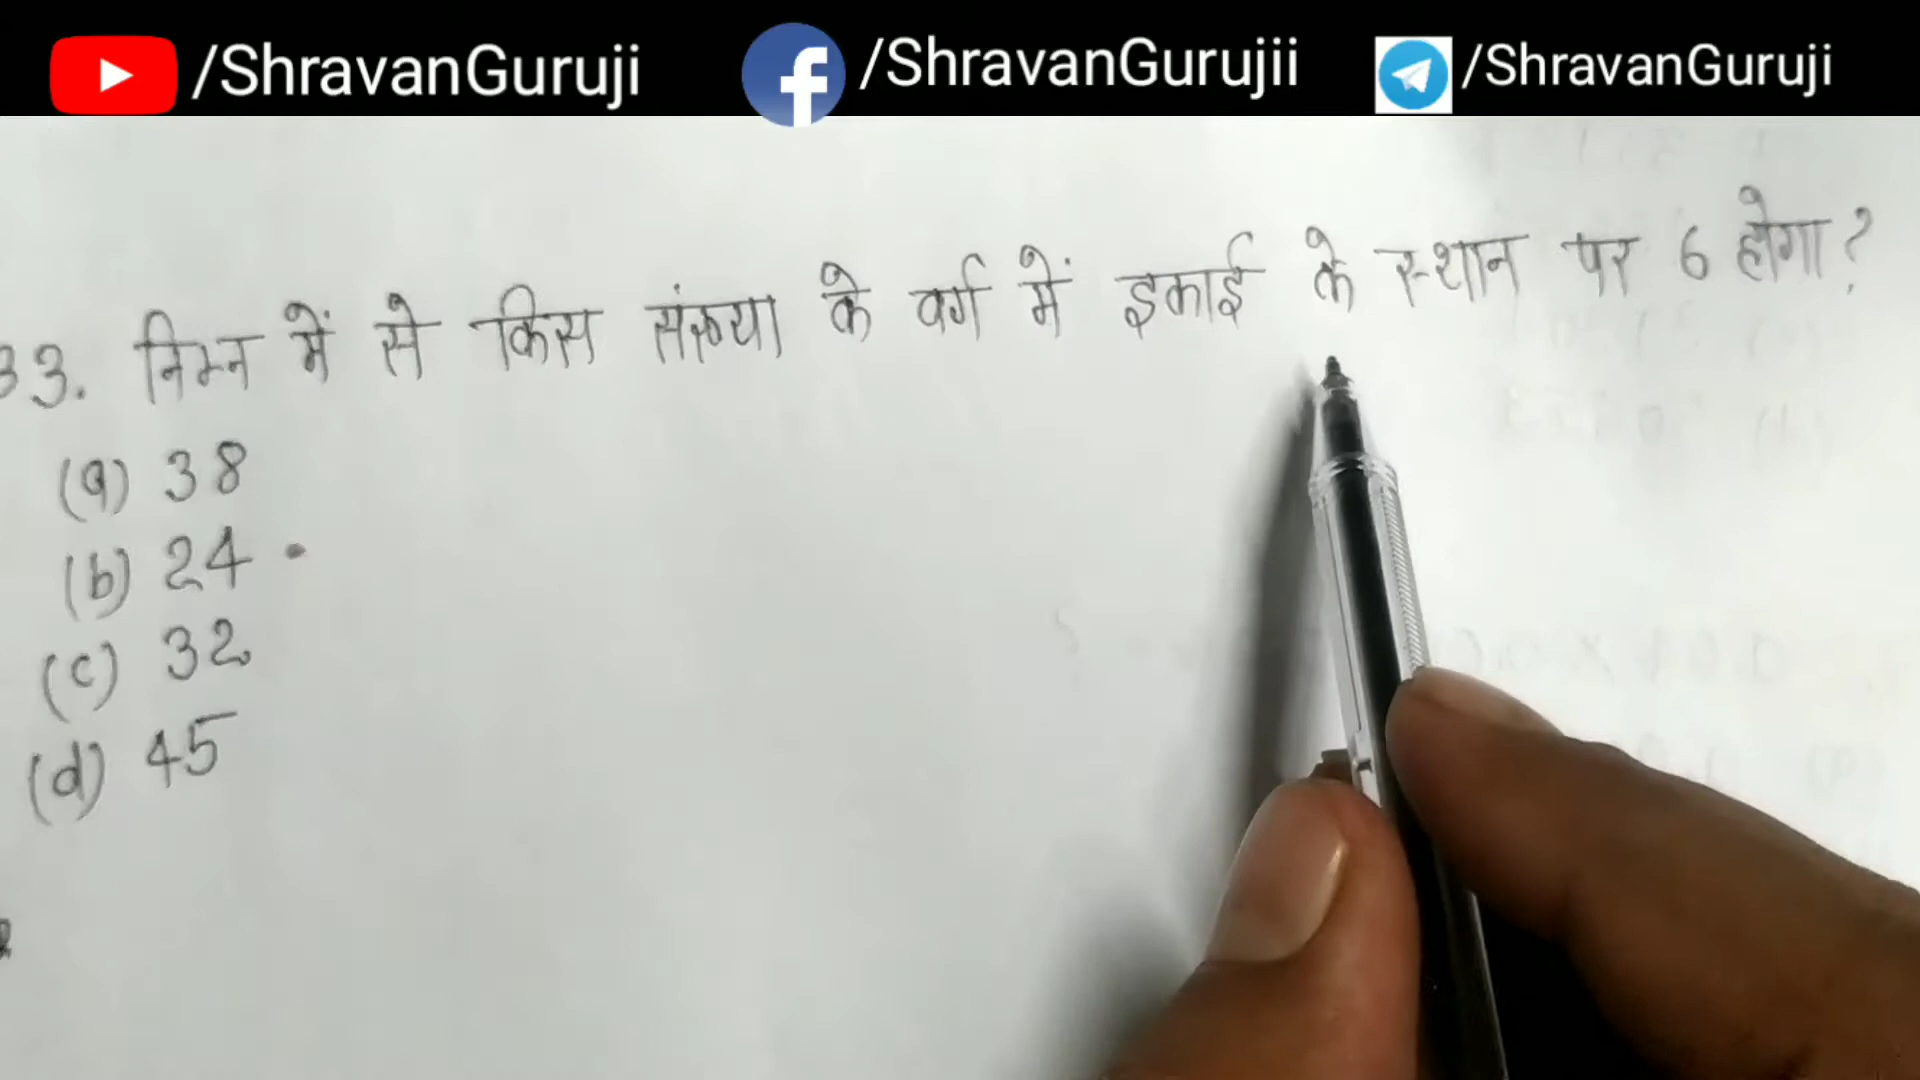 /ShravanGuruji /ShravanGurujii /ShravanGuruji
33. निम्न में से किस संख्या के वर्ग में इकाई के स्थान पर 6 होगा?
(a) 38
(b) 24
(c) 32
(d) 45